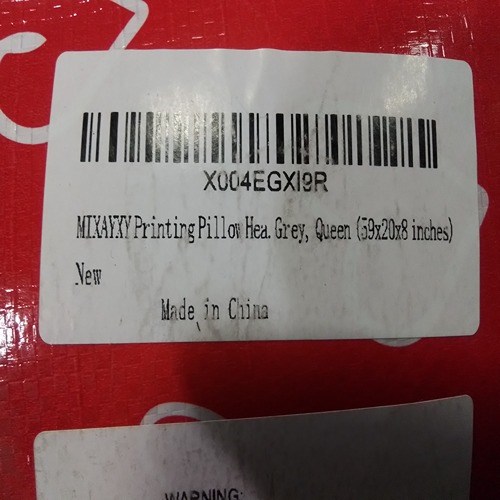 X004EGXI9R
MIXAYXY Printing Pillow Hea. Grey, Queen (59x20x8 inches)
New
Made in China
WARNING: